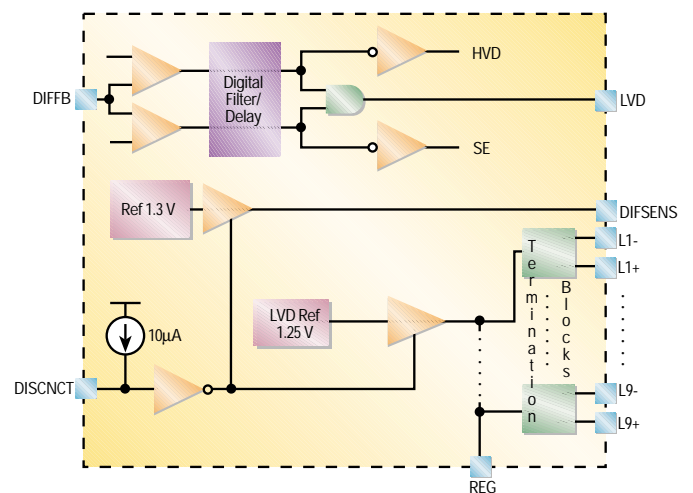 HVD
Digital
Filter/
Delay
DIFFB
LVD
SE
Ref 1.3 V
DIFSENS
L1-
L1+
Termination
Blocks
LVD Ref
1.25 V
10µA
DISCNCT
L9-
L9+
REG